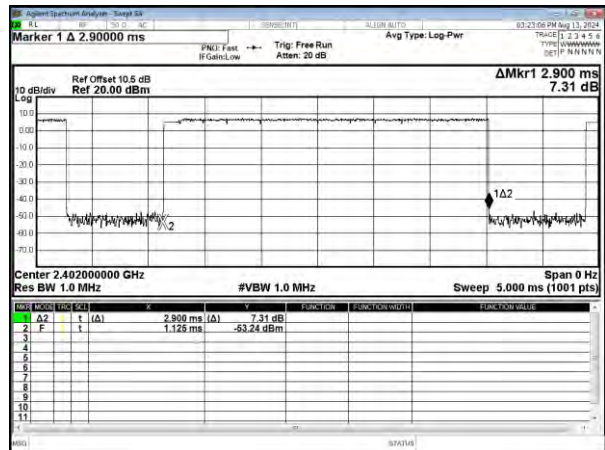 Agilent Spectrum Analyzer - Swept SA
RL RF 50 Ω AC SENSE:INT ALIGN AUTO 03:23:06 PM Aug 13, 2024
Marker 1 Δ 2.90000 ms
PNO: Fast
IFGain:Low
Trig: Free Run
Atten: 20 dB
Avg Type: Log-Pwr
TRACE 1 2 3 4 5 6
TYPE WWWWWW
DET P N N N N N
Ref Offset 10.5 dB
Ref 20.00 dBm
10 dB/div
Log
ΔMkr1 2.900 ms
7.31 dB
10.0
0.00
-10.0
-20.0
-30.0
-40.0
-50.0
-60.0
-70.0
1Δ2
2
Center 2.402000000 GHz
Span 0 Hz
Res BW 1.0 MHz
#VBW 1.0 MHz
Sweep 5.000 ms (1001 pts)
MKR MODE TRC SCL X Y FUNCTION FUNCTION WIDTH FUNCTION VALUE
1 Δ2 1 t (Δ) 2.900 ms (Δ) 7.31 dB
2 F 1 t 1.125 ms -53.24 dBm
3
4
5
6
7
8
9
10
11
MSG STATUS